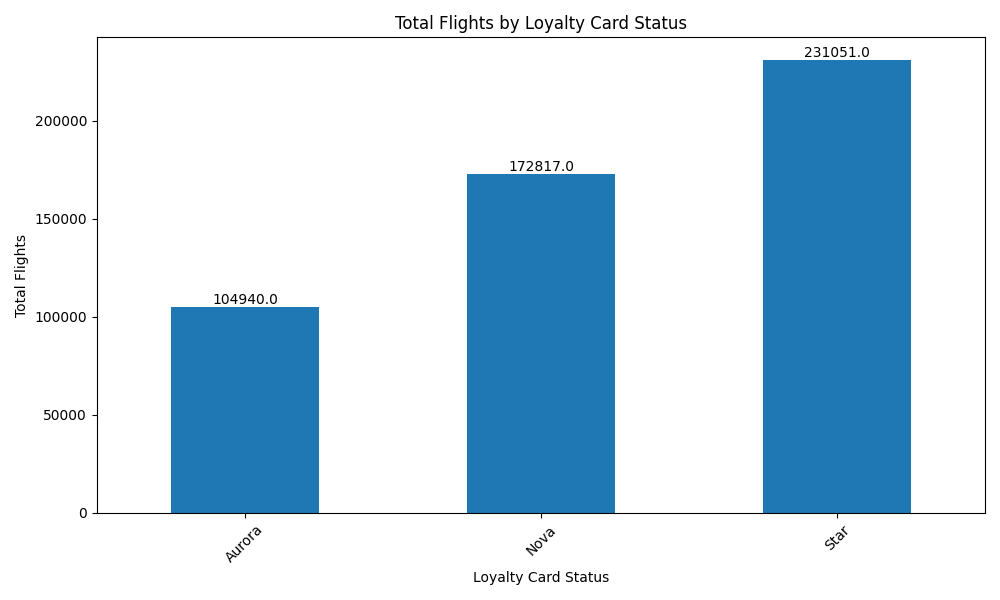 Total Flights by Loyalty Card Status
231051.0
172817.0
104940.0
200000
150000
100000
50000
0
Total Flights
Aurora
Nova
Star
Loyalty Card Status